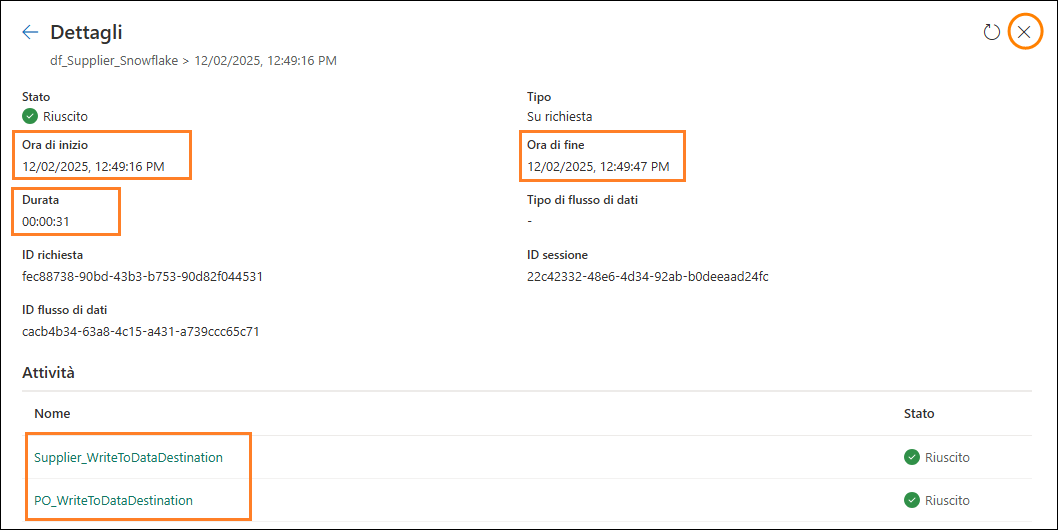 Dettagli
df_Supplier_Snowflake > 12/02/2025, 12:49:16 PM
Stato
Riuscito
Tipo
Su richiesta
Ora di inizio
12/02/2025, 12:49:16 PM
Ora di fine
12/02/2025, 12:49:47 PM
Durata
00:00:31
Tipo di flusso di dati
-
ID richiesta
fec88738-90bd-43b3-b753-90d82f044531
ID sessione
22c42332-48e6-4d34-92ab-b0deeaad24fc
ID flusso di dati
cacb4b34-63a8-4c15-a431-a739ccc65c71
Attività
Nome
Stato
Supplier_WriteToDataDestination
Riuscito
PO_WriteToDataDestination
Riuscito